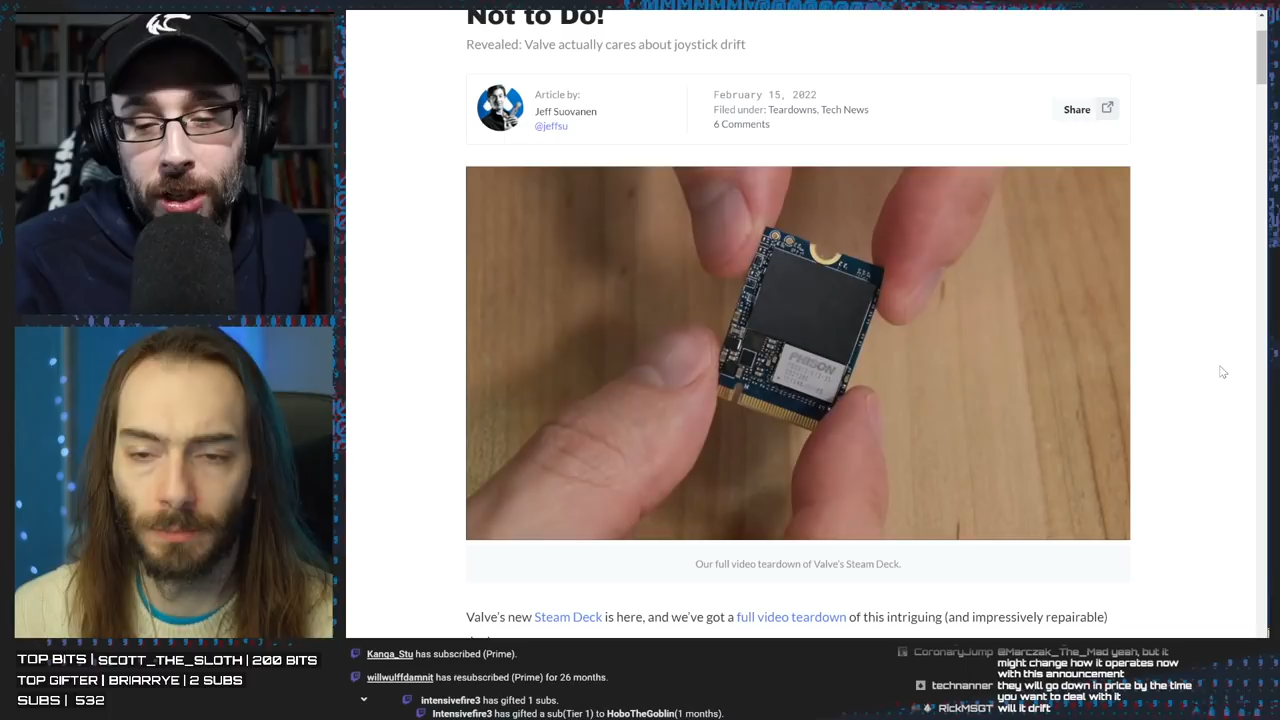 Not to Do!
Revealed: Valve actually cares about joystick drift
Article by:
Jeff Suovanen
@jeffsu
February 15, 2022
Filed under: Teardowns, Tech News
6 Comments
Share
PHISON
Our full video teardown of Valve's Steam Deck.
Valve's new Steam Deck is here, and we've got a full video teardown of this intriguing (and impressively repairable)
TOP BITS | SCOTT_THE_SLOTH | 200 BITS
TOP GIFTER | BRIARRYE | 2 SUBS
SUBS | 532
Kanga_Stu has subscribed (Prime).
willwulffdamnit has resubscribed (Prime) for 26 months.
intensivefire3 has gifted 1 subs.
Intensivefire3 has gifted a sub(Tier 1) to HoboTheGoblin(1 months).
CoronaryJump @Marczak_The_Mad yeah, but it
might change how it operates now
with this announcement
technanner they will go down in price by the time
you want to deal with it
RickMSGT will it drift